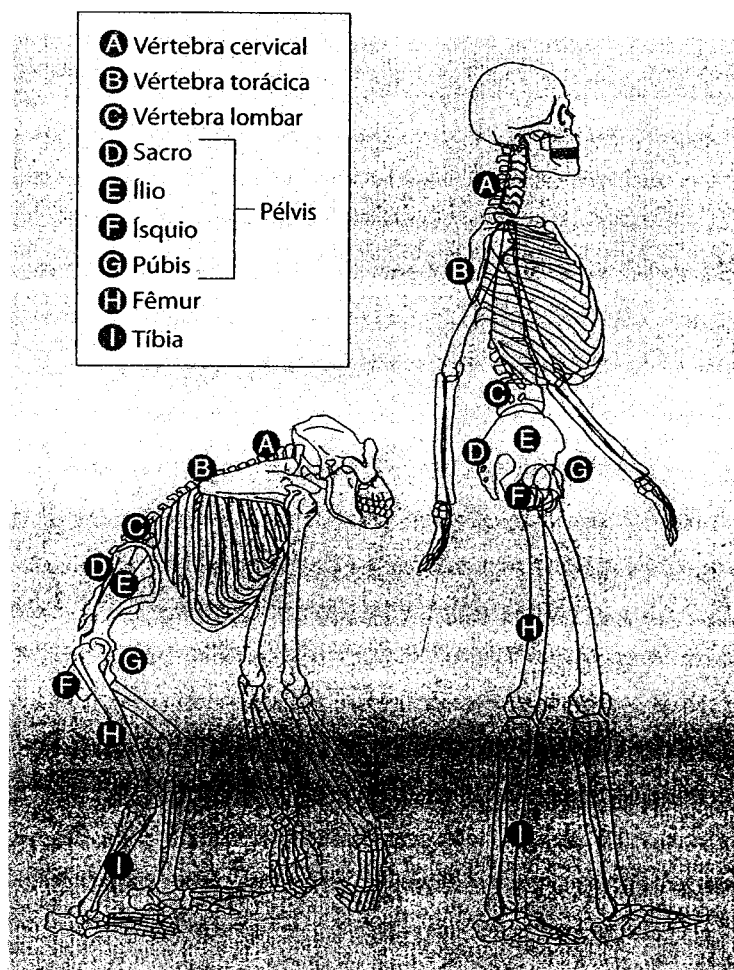 A Vértebra cervical
B Vértebra torácica
C Vértebra lombar
D Sacro
E Ílio
F Ísquio
G Púbis
Pélvis
H Fêmur
I Tíbia
A
B
C
D
E
F
G
H
I
A
B
C
D
E
G
F
H
I